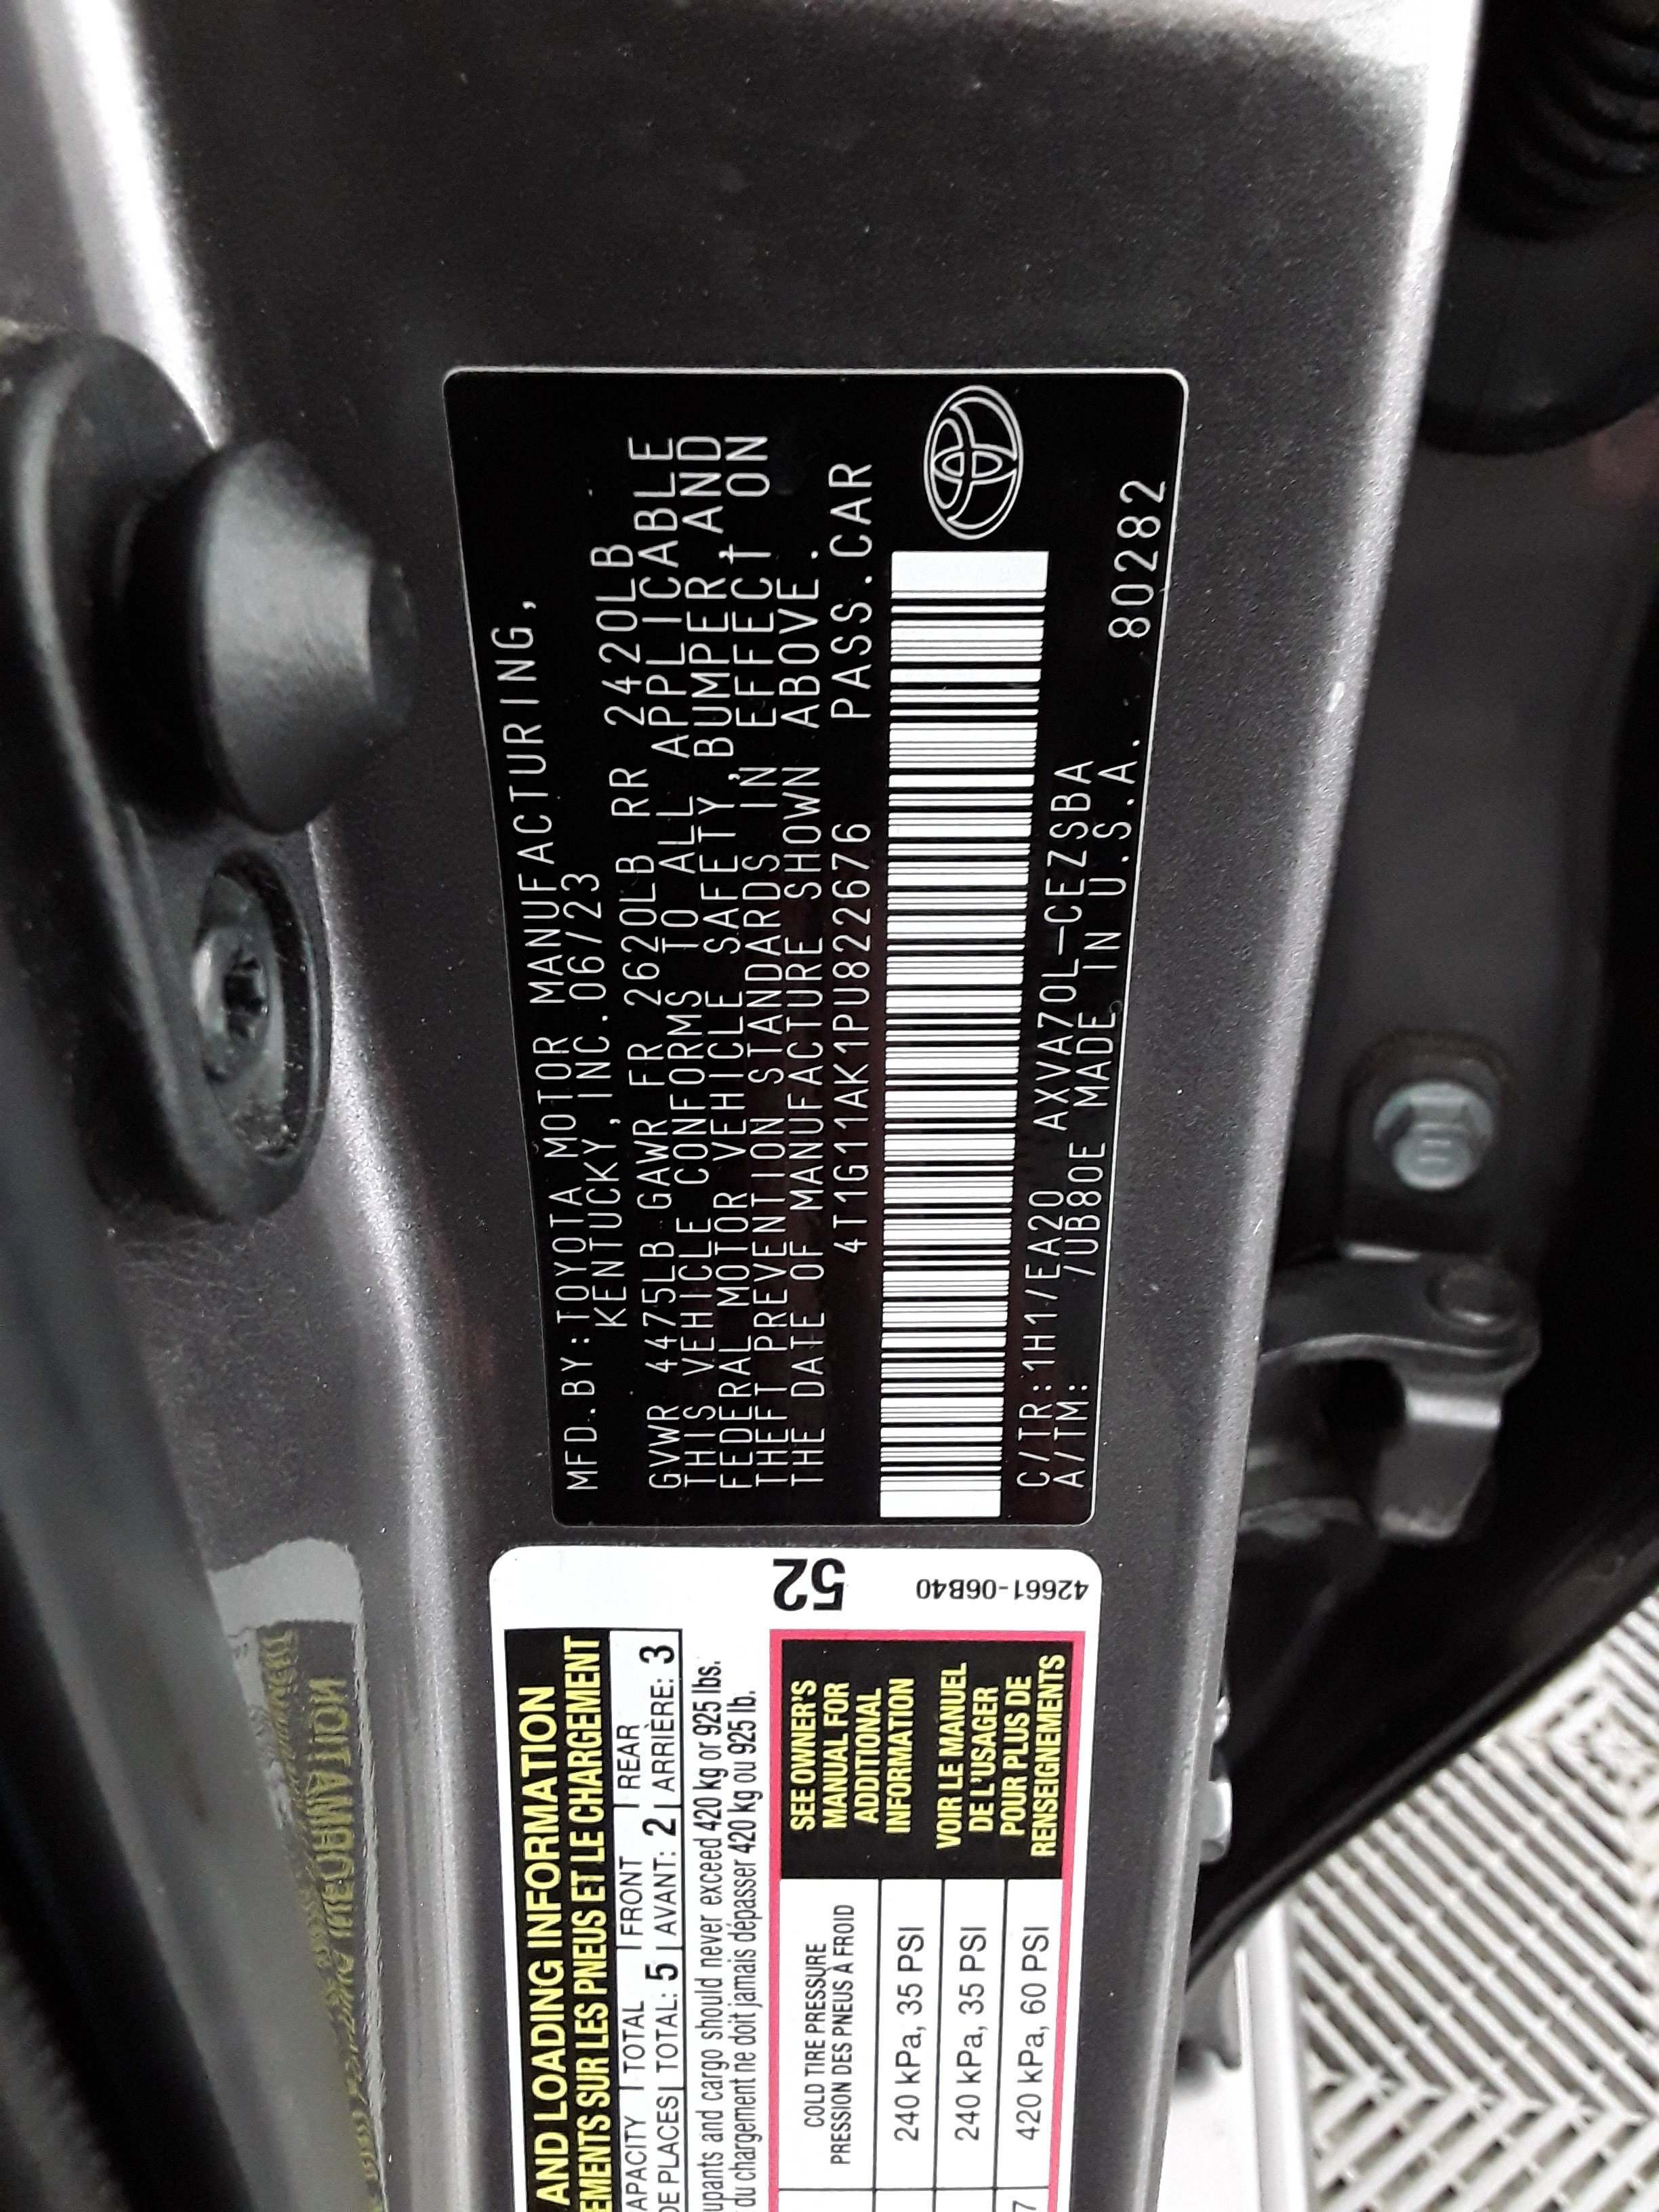 MFD.BY:TOYOTA MOTOR MANUFACTURING,
KENTUCKY, INC.06/23
GVWR 4475LB GAWR FR 2620LB RR 2420LB
THIS VEHICLE CONFORMS TO ALL APPLICABLE
FEDERAL MOTOR VEHICLE SAFETY, BUMPER, AND
THEFT PREVENTION STANDARDS IN EFFECT ON
THE DATE OF MANUFACTURE SHOWN ABOVE.
4T1G11AK1PU822676 PASS.CAR
C/TR:1H11/EA20 AXVA70L-CEZSBA
A/TM: /UB80E MADE IN U.S.A. 80282
AND LOADING INFORMATION
SUR LES PNEUS ET LE CHARGEMENT
TOTAL FRONT REAR
DE PLACES TOTAL: 5 AVANT: 2 ARRIÈRE: 3
and cargo should never exceed 420 kg or 925 lbs.
du chargement ne doit jamais dépasser 420 kg ou 925 lb.
COLD TIRE PRESSURE
PRESSION DES PNEUS À FROID
240 kPa, 35 PSI
240 kPa, 35 PSI
420 kPa, 60 PSI
SEE OWNER'S
MANUAL FOR
ADDITIONAL
INFORMATION
VOIR LE MANUEL
DE L'USAGER
POUR PLUS DE
RENSEIGNEMENTS
52
42661-06B40